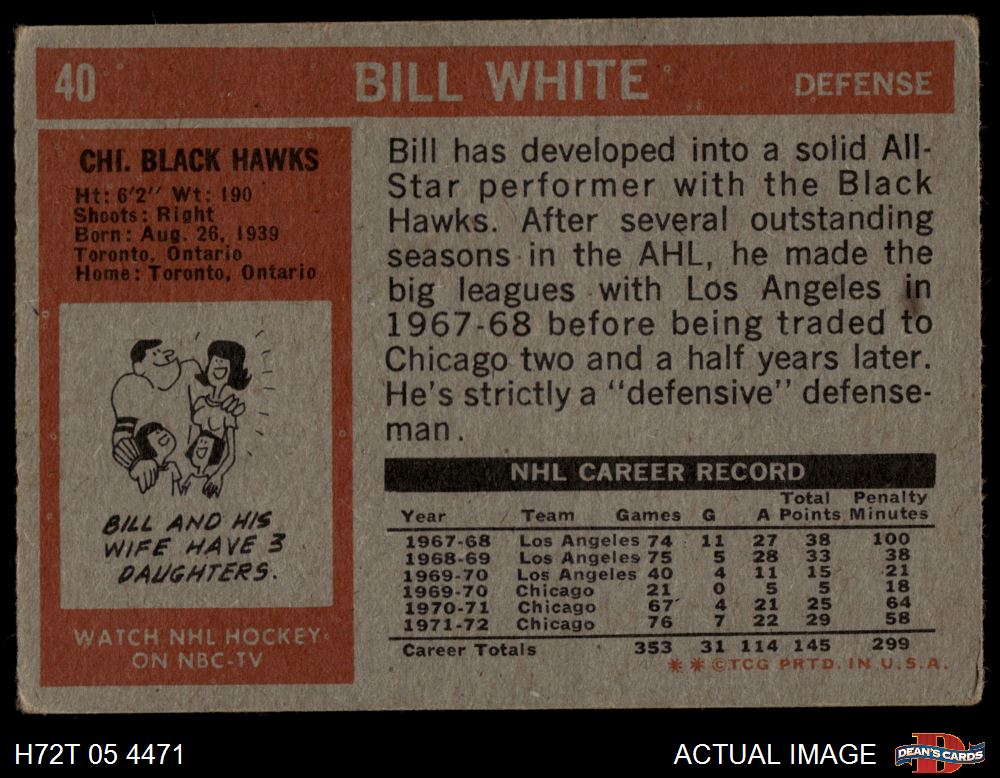 40 BILL WHITE DEFENSE
CHI. BLACK HAWKS
Ht: 6'2" Wt: 190
Shoots: Right
Born: Aug. 26, 1939
Toronto, Ontario
Home: Toronto, Ontario
BILL AND HIS
WIFE HAVE 3
DAUGHTERS.
WATCH NHL HOCKEY
ON NBC-TV
Bill has developed into a solid All-
Star performer with the Black
Hawks. After several outstanding
seasons in the AHL, he made the
big leagues with Los Angeles in
1967-68 before being traded to
Chicago two and a half years later.
He's strictly a "defensive" defense-
man.
NHL CAREER RECORD
Year Team Games G A Total Points Penalty Minutes
1967-68 Los Angeles 74 11 27 38 100
1968-69 Los Angeles 75 5 28 33 38
1969-70 Los Angeles 40 4 11 15 21
1969-70 Chicago 21 0 5 5 18
1970-71 Chicago 67 4 21 25 64
1971-72 Chicago 76 7 22 29 58
Career Totals 353 31 114 145 299
* * ©TCG PRTD. IN U.S.A.
H72T 05 4471
ACTUAL IMAGE
D
DEAN'S CARDS